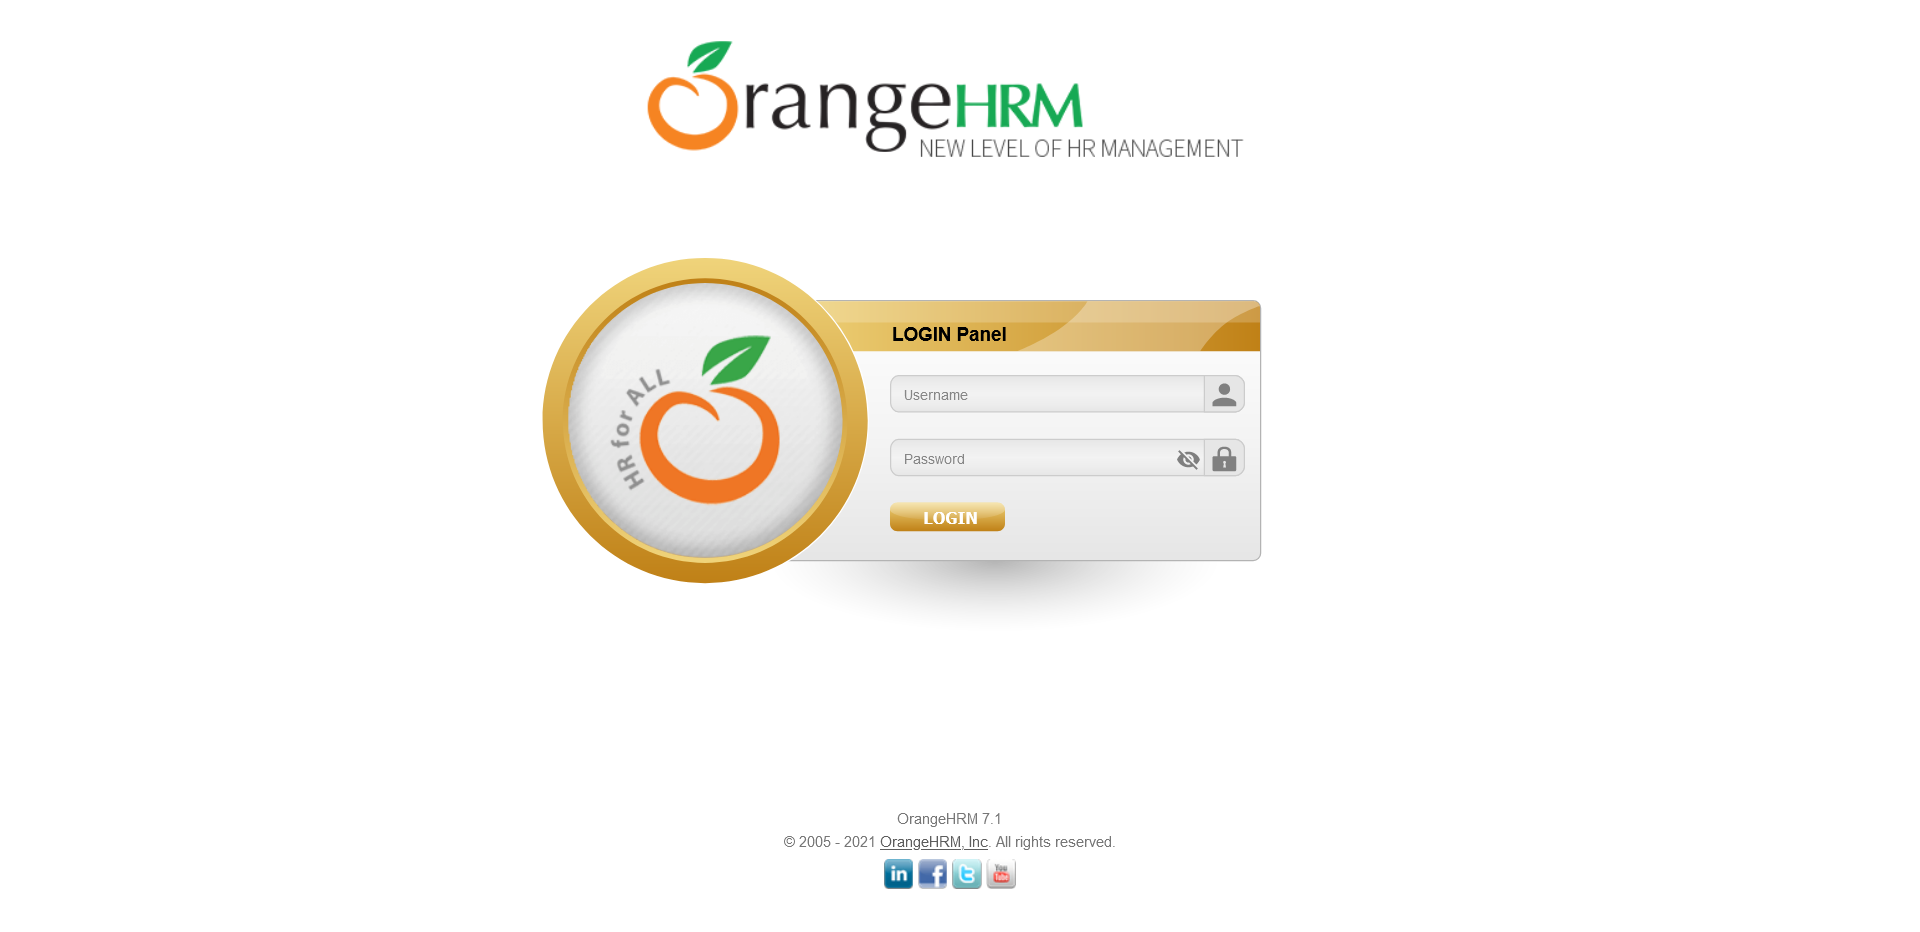 OrangeHRM
NEW LEVEL OF HR MANAGEMENT
HR for ALL
LOGIN Panel
Username
Password
LOGIN
OrangeHRM 7.1
© 2005 - 2021 OrangeHRM, Inc. All rights reserved.
in f t You Tube